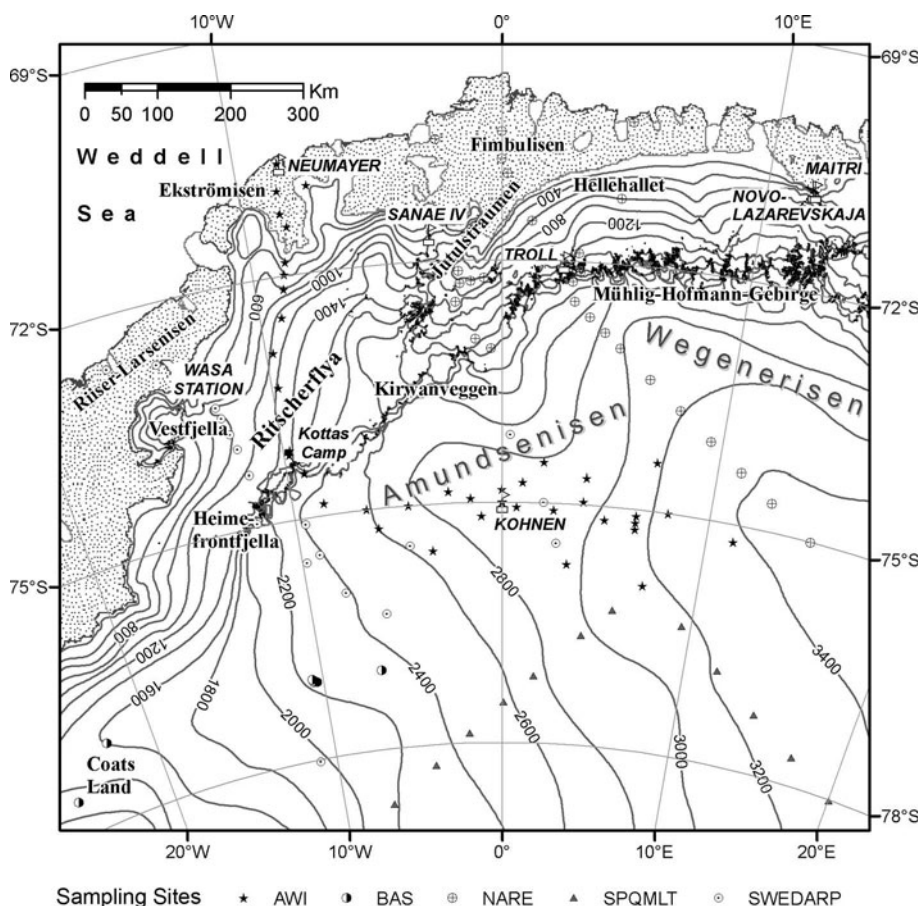 10°W 0° 10°E
69°S 69°S
Km
0 50 100 200 300
Weddell
Sea
Fimbulisen
NEUMAYER
MAITRI
Ekströmisen
Hellehallet
400
NOVO-
LAZAREVSKAJA
SANAE IV
Jutulstraumen
800
1200
TROLL
1000
600
1400
Mühlig-Hofmann-Gebirge
72°S 72°S
Riiser-Larsenisen
WASA
STATION
Ritscherflya
Kirwanveggen
Wegenerisen
Vestfjella
Kottas
Camp
Amundsenisen
KOHNEN
Heime-
frontfjella
75°S 75°S
2200
2800
800
1200
1600
1800
2400
3400
2000
2600
3000
3200
Coats
Land
78°S
20°W 10°W 0° 10°E 20°E
Sampling Sites AWI BAS NARE SPQMLT SWEDARP